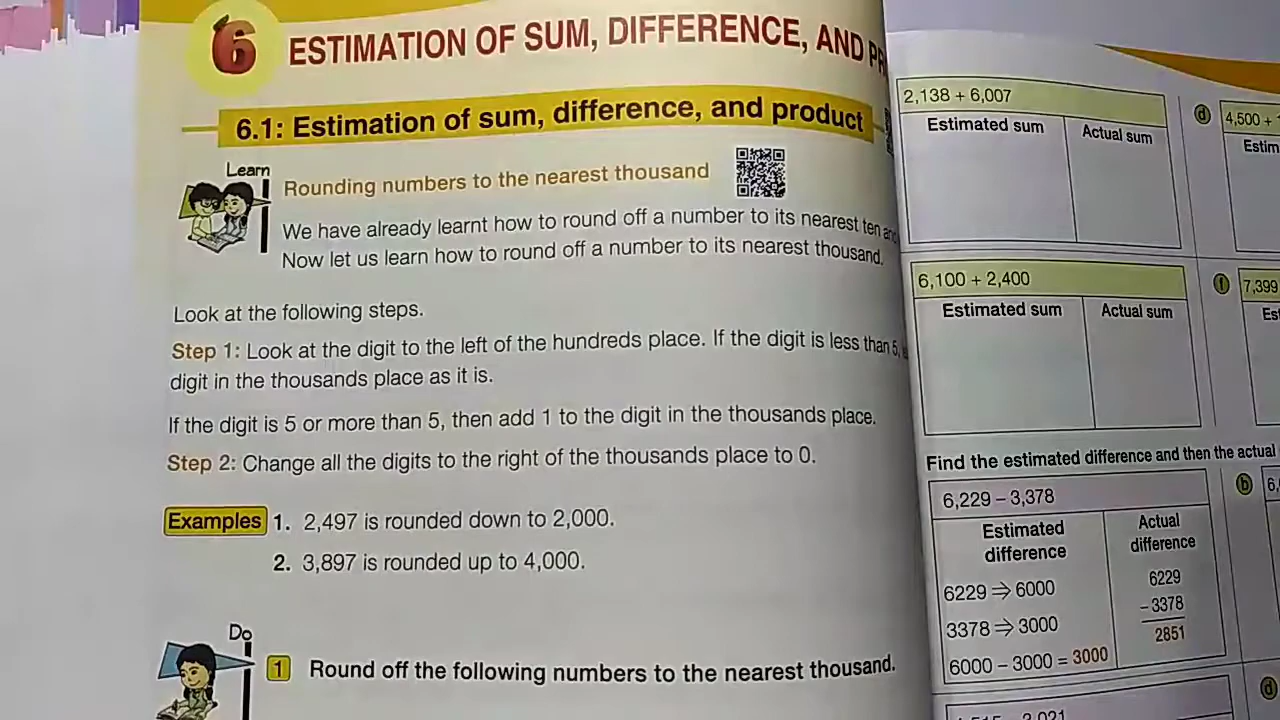 6
ESTIMATION OF SUM, DIFFERENCE, AND
6.1: Estimation of sum, difference, and product
Learn
Rounding numbers to the nearest thousand
We have already learnt how to round off a number to its nearest ten
Now let us learn how to round off a number to its nearest thousand.
Look at the following steps.
Step 1: Look at the digit to the left of the hundreds place. If the digit is less than 5,
digit in the thousands place as it is.
If the digit is 5 or more than 5, then add 1 to the digit in the thousands place.
Step 2: Change all the digits to the right of the thousands place to 0.
Examples 1. 2,497 is rounded down to 2,000.
2. 3,897 is rounded up to 4,000.
Do
1 Round off the following numbers to the nearest thousand.
2,138 + 6,007
Estimated sum Actual sum
d 4,500 +
6,100 + 2,400
Estimated sum Actual sum
f 7,399
Find the estimated difference and then the actual
6,229 – 3,378
Estimated difference
Actual difference
6229 ⇒ 6000
3378 ⇒ 3000
6000 – 3000 = 3000
6229
– 3378
2851
b
d